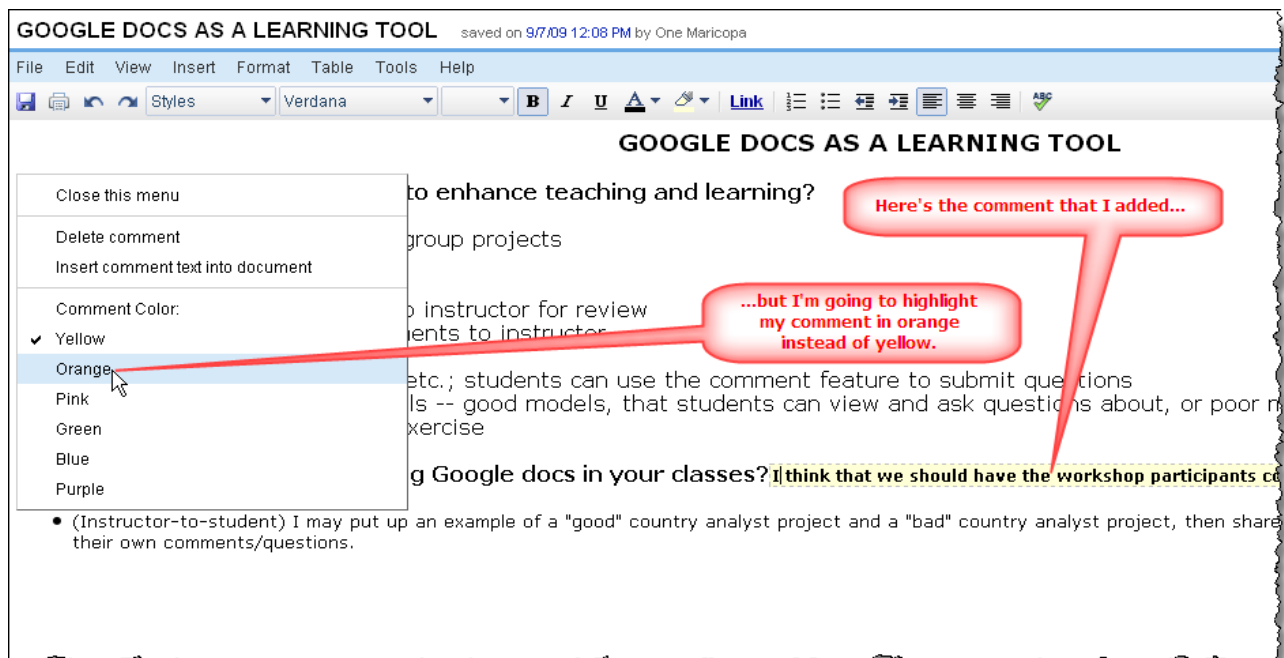 GOOGLE DOCS AS A LEARNING TOOL saved on 9/7/09 12:08 PM by One Maricopa
File Edit View Insert Format Table Tools Help
Styles Verdana B I U A Link ABC
GOOGLE DOCS AS A LEARNING TOOL
Close this menu
Delete comment
Insert comment text into document
Comment Color:
Yellow
Orange
Pink
Green
Blue
Purple
to enhance teaching and learning?
Here's the comment that I added...
group projects
instructor for review
to instructor
...but I'm going to highlight
my comment in orange
instead of yellow.
etc.; students can use the comment feature to submit questions
ls -- good models, that students can view and ask questions about, or poor
xercise
g Google docs in your classes? I think that we should have the workshop participants
• (Instructor-to-student) I may put up an example of a "good" country analyst project and a "bad" country analyst project, then share
their own comments/questions.